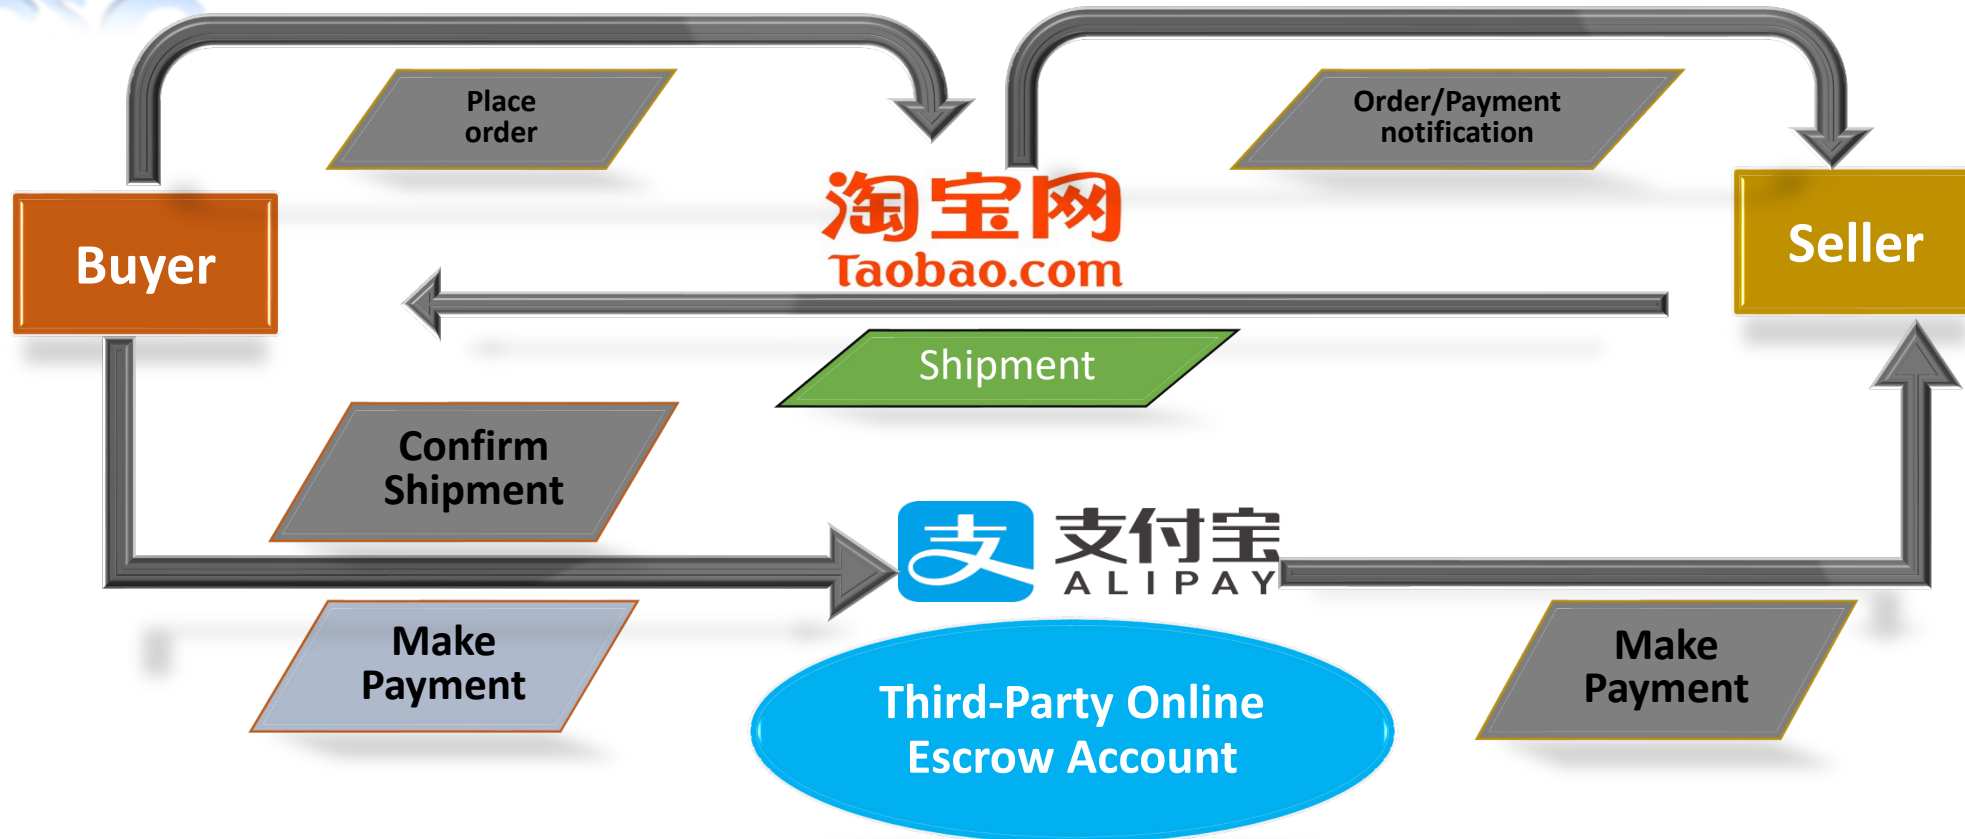 Place
order
Order/Payment
notification
淘宝网
Taobao.com
Buyer
Seller
Shipment
Confirm
Shipment
支 支付宝
ALIPAY
Make
Payment
Make
Payment
Third-Party Online
Escrow Account